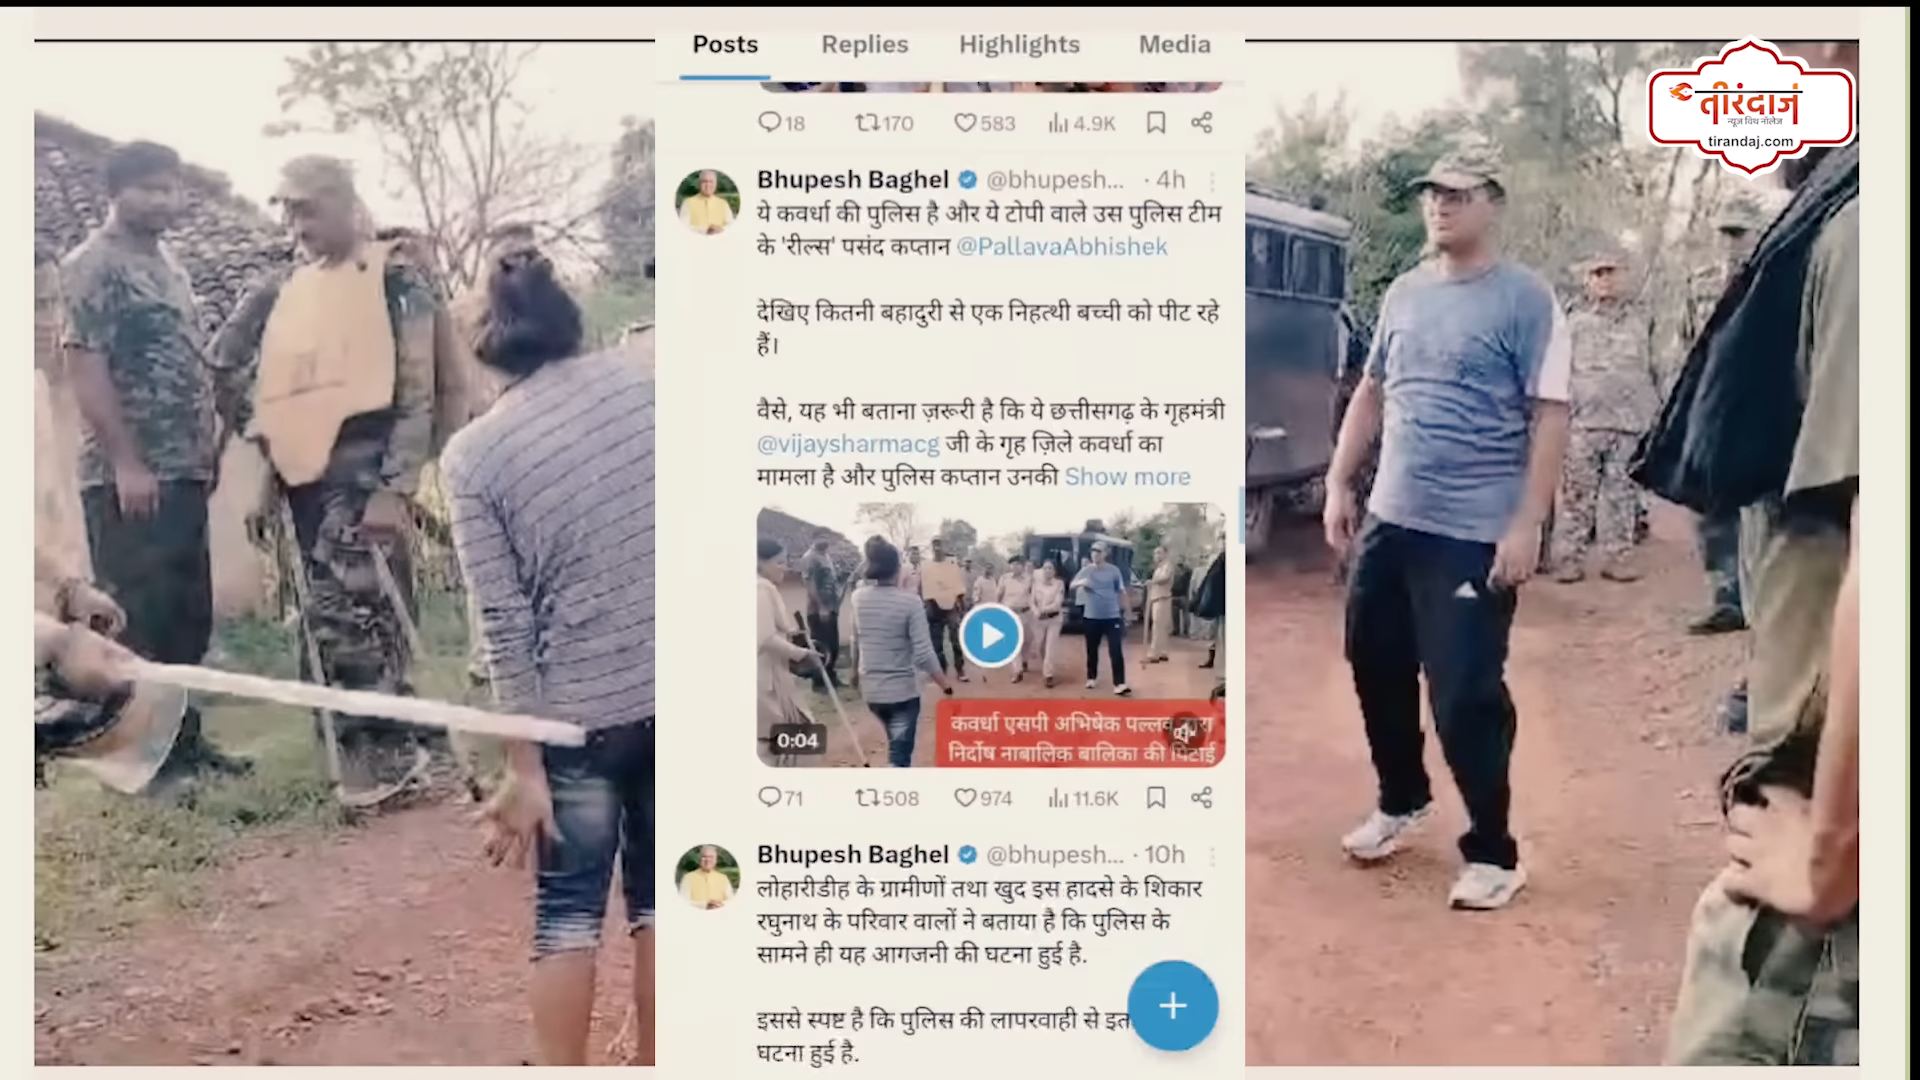 Posts Replies Highlights Media
18 170 583 4.9K
Bhupesh Baghel @bhupesh... · 4h
ये कवर्धा की पुलिस है और ये टोपी वाले उस पुलिस टीम
के 'रील्स' पसंद कप्तान @PallavaAbhishek
देखिए कितनी बहादुरी से एक निहत्थी बच्ची को पीट रहे
हैं।
वैसे, यह भी बताना ज़रूरी है कि ये छत्तीसगढ़ के गृहमंत्री
@vijaysharmacg जी के गृह ज़िले कवर्धा का
मामला है और पुलिस कप्तान उनकी Show more
कवर्धा एसपी अभिषेक पल्लव
निर्दोष नाबालिक बालिका की पिटाई
0:04
71 508 974 11.6K
Bhupesh Baghel @bhupesh... · 10h
लोहारीडीह के ग्रामीणों तथा खुद इस हादसे के शिकार
रघुनाथ के परिवार वालों ने बताया है कि पुलिस के
सामने ही यह आगजनी की घटना हुई है.
इससे स्पष्ट है कि पुलिस की लापरवाही से
घटना हुई है.
तीरंदाज
न्यूज विथ नॉलेज
tirandaj.com